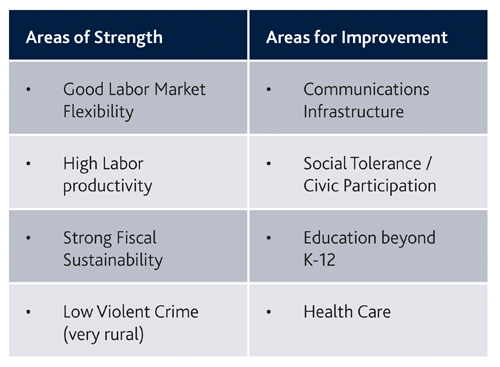 Areas of Strength
Areas for Improvement
• Good Labor Market
Flexibility
• Communications
Infrastructure
• High Labor
productivity
• Social Tolerance /
Civic Participation
• Strong Fiscal
Sustainability
• Education beyond
K-12
• Low Violent Crime
(very rural)
• Health Care